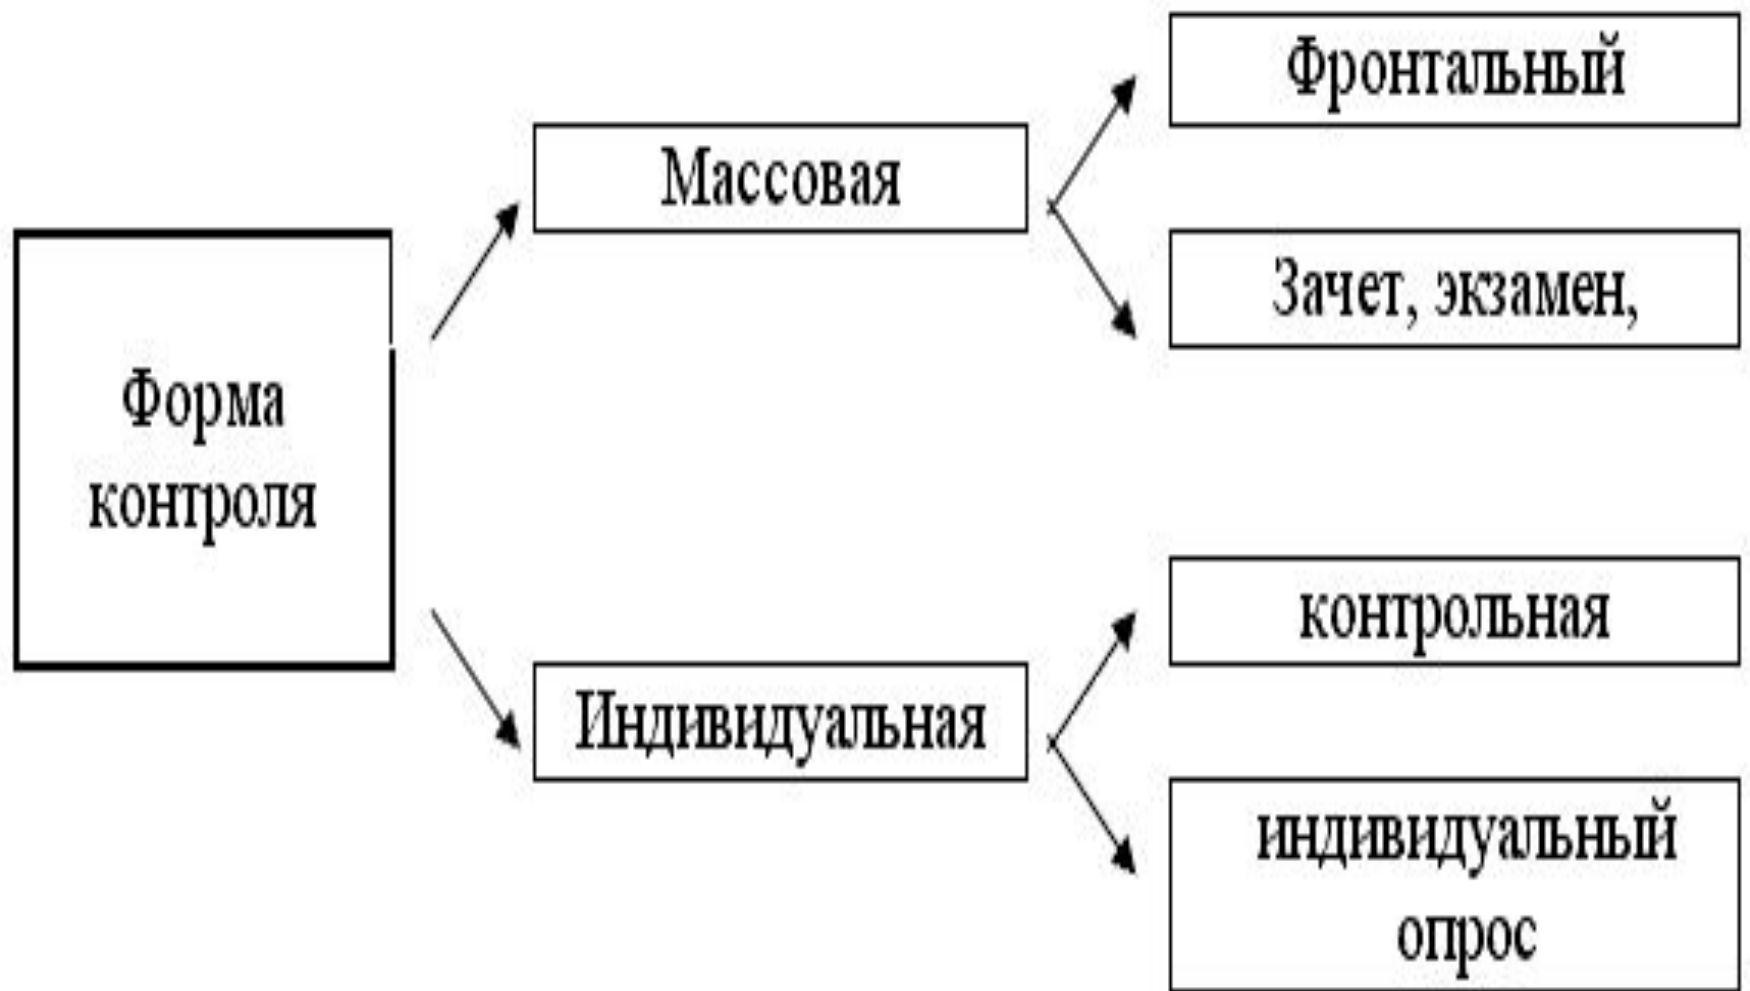 Форма
контроля
Массовая
Фронтальный
Зачет, экзамен,
Индивидуальная
контрольная
индивидуальный
опрос